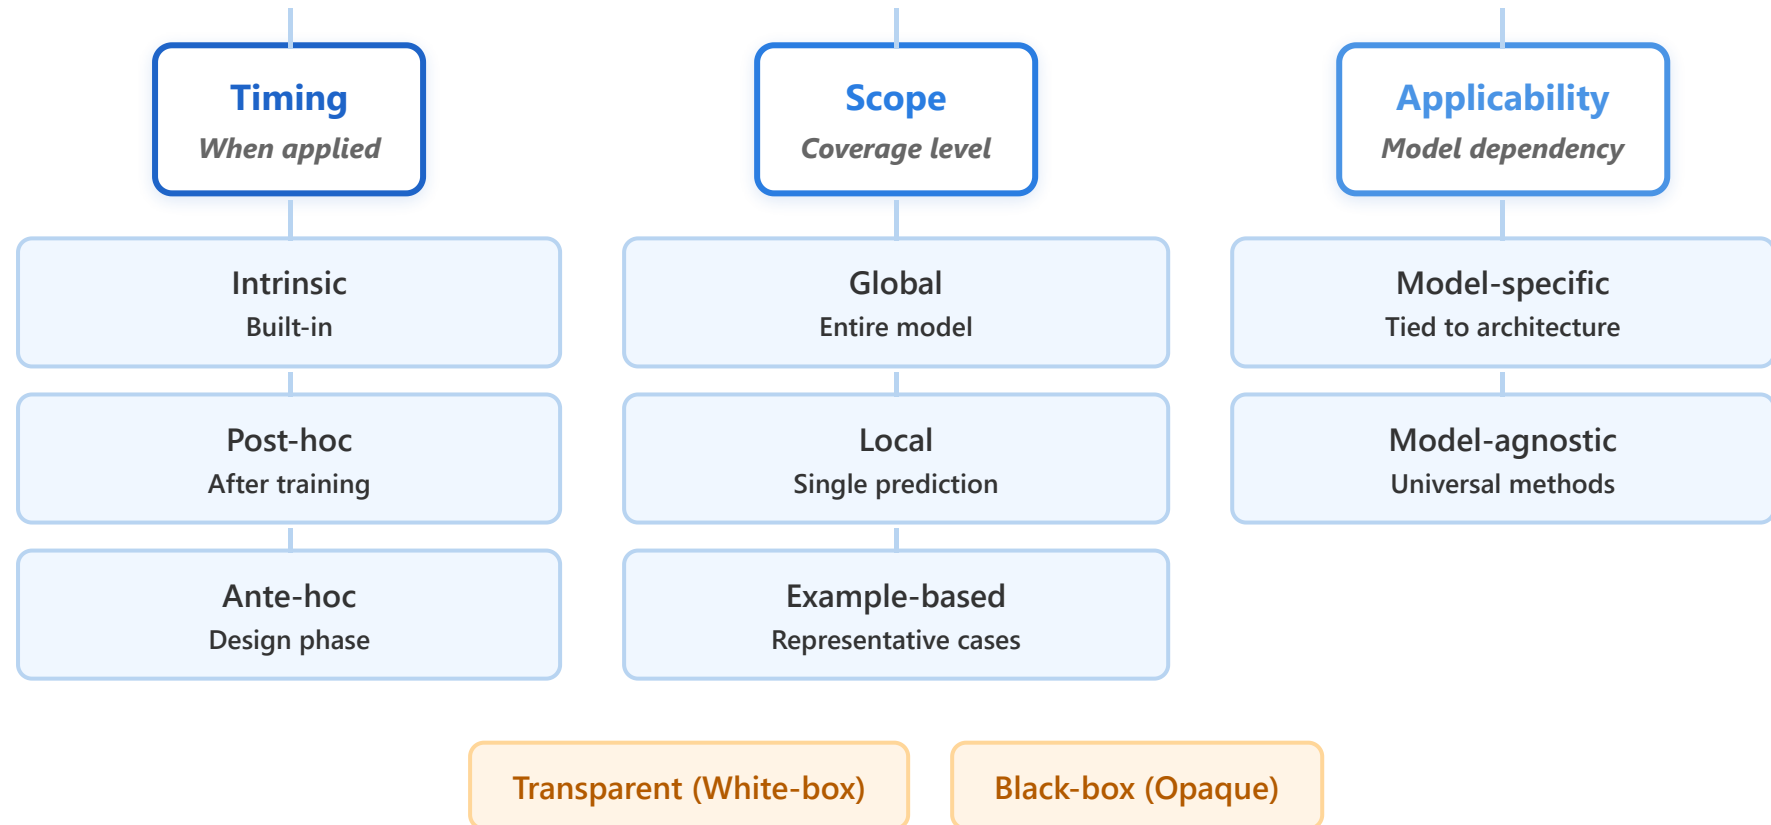 Timing
When applied
Intrinsic
Built-in
Post-hoc
After training
Ante-hoc
Design phase
Scope
Coverage level
Global
Entire model
Local
Single prediction
Example-based
Representative cases
Applicability
Model dependency
Model-specific
Tied to architecture
Model-agnostic
Universal methods
Transparent (White-box)
Black-box (Opaque)